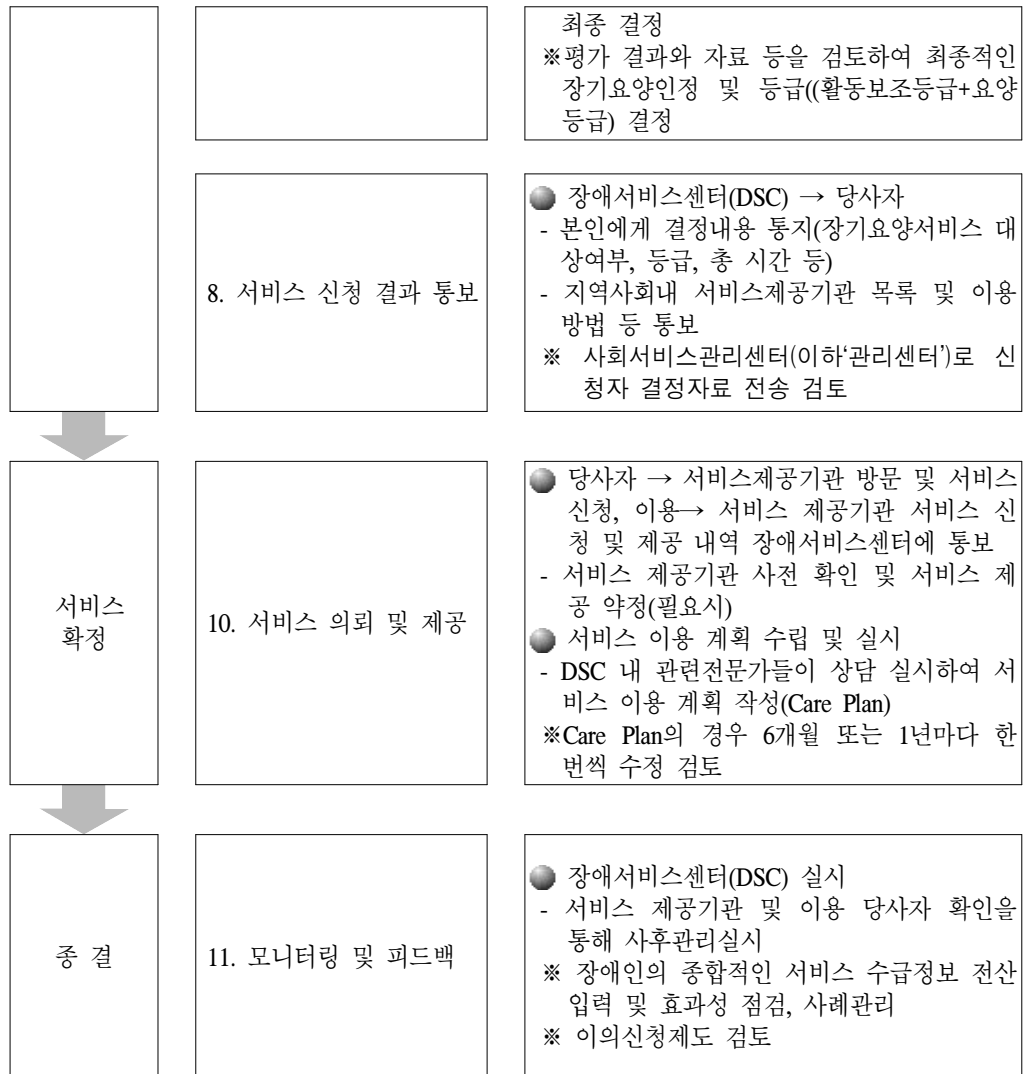 최종 결정
※평가 결과와 자료 등을 검토하여 최종적인
장기요양인정 및 등급((활동보조등급+요양
등급) 결정
8. 서비스 신청 결과 통보
장애서비스센터(DSC) → 당사자
- 본인에게 결정내용 통지(장기요양서비스 대
상여부, 등급, 총 시간 등)
- 지역사회내 서비스제공기관 목록 및 이용
방법 등 통보
※ 사회서비스관리센터(이하‘관리센터’)로 신
청자 결정자료 전송 검토
서비스
확정
10. 서비스 의뢰 및 제공
당사자 → 서비스제공기관 방문 및 서비스
신청, 이용→ 서비스 제공기관 서비스 신
청 및 제공 내역 장애서비스센터에 통보
- 서비스 제공기관 사전 확인 및 서비스 제
공 약정(필요시)
서비스 이용 계획 수립 및 실시
- DSC 내 관련전문가들이 상담 실시하여 서
비스 이용 계획 작성(Care Plan)
※Care Plan의 경우 6개월 또는 1년마다 한
번씩 수정 검토
종 결
11. 모니터링 및 피드백
장애서비스센터(DSC) 실시
- 서비스 제공기관 및 이용 당사자 확인을
통해 사후관리실시
※ 장애인의 종합적인 서비스 수급정보 전산
입력 및 효과성 점검, 사례관리
※ 이의신청제도 검토